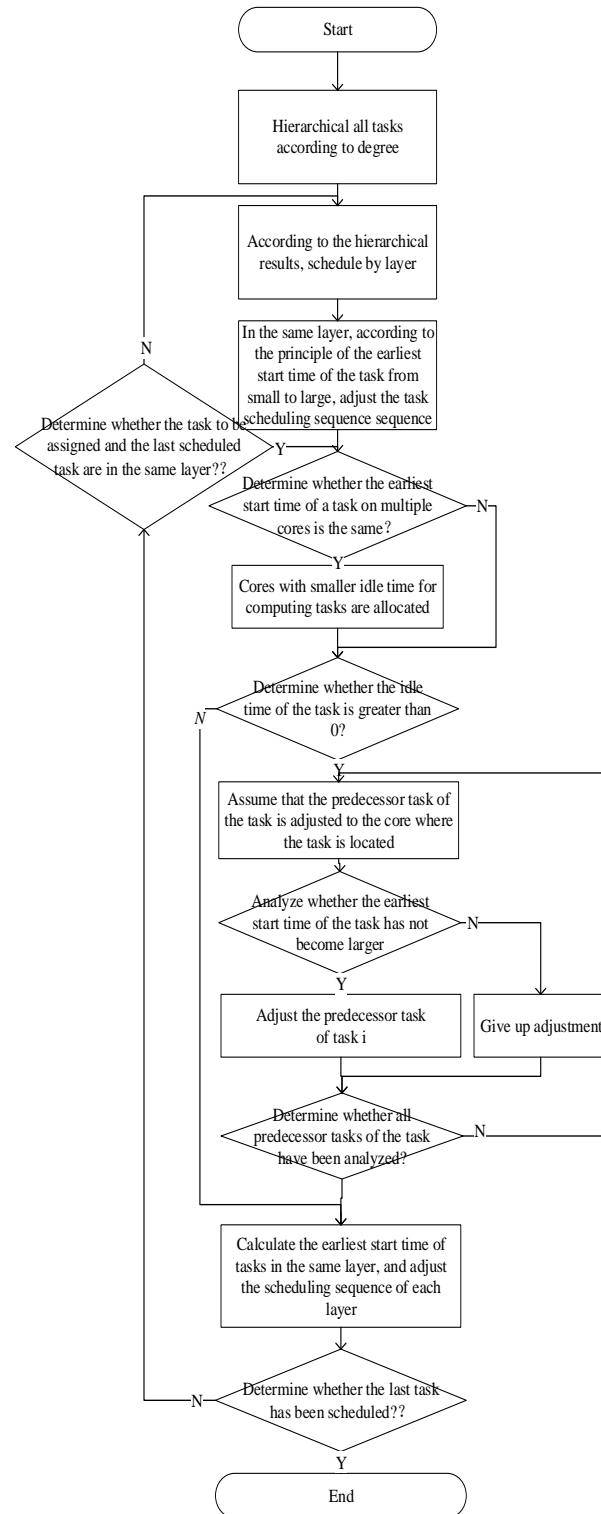 Start
Hierarchical all tasks
according to degree
According to the hierarchical
results, schedule by layer
N
In the same layer, according to
the principle of the earliest
start time of the task from
small to large, adjust the task
scheduling sequence sequence
Determine whether the task to be
assigned and the last scheduled
task are in the same layer??
Y
Determine whether the earliest
start time of a task on multiple
cores is the same?
N
Y
Cores with smaller idle time for
computing tasks are allocated
Determine whether the idle
time of the task is greater than
0?
N
Y
Assume that the predecessor task of
the task is adjusted to the core where
the task is located
Analyze whether the earliest
start time of the task has not
become larger
N
Y
Adjust the predecessor task
of task i
Give up adjustment
Determine whether all
predecessor tasks of the task
have been analyzed?
N
Calculate the earliest start time of
tasks in the same layer, and adjust
the scheduling sequence of each
layer
Determine whether the last task
has been scheduled??
N
Y
End